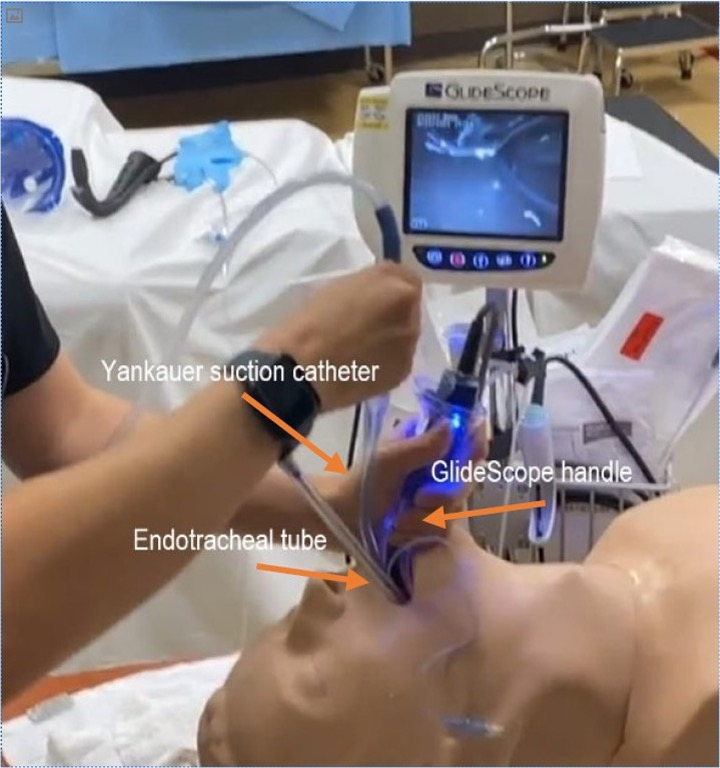 GLIDESCOPE
Yankauer suction catheter
GlideScope handle
Endotracheal tube